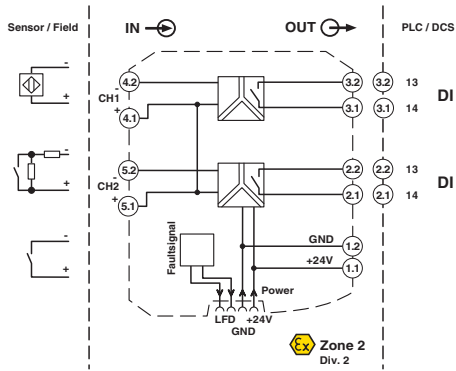 Sensor / Field
IN
OUT
PLC / DCS
-
+
4.2
-
CH1
+
4.1
3.2
3.2
13
DI
3.1
3.1
14
-
+
5.2
-
CH2
+
5.1
2.2
2.2
13
DI
2.1
2.1
14
-
+
Faultsignal
GND
1.2
+24V
1.1
Power
LFD
+24V
GND
Ex
Zone 2
Div. 2